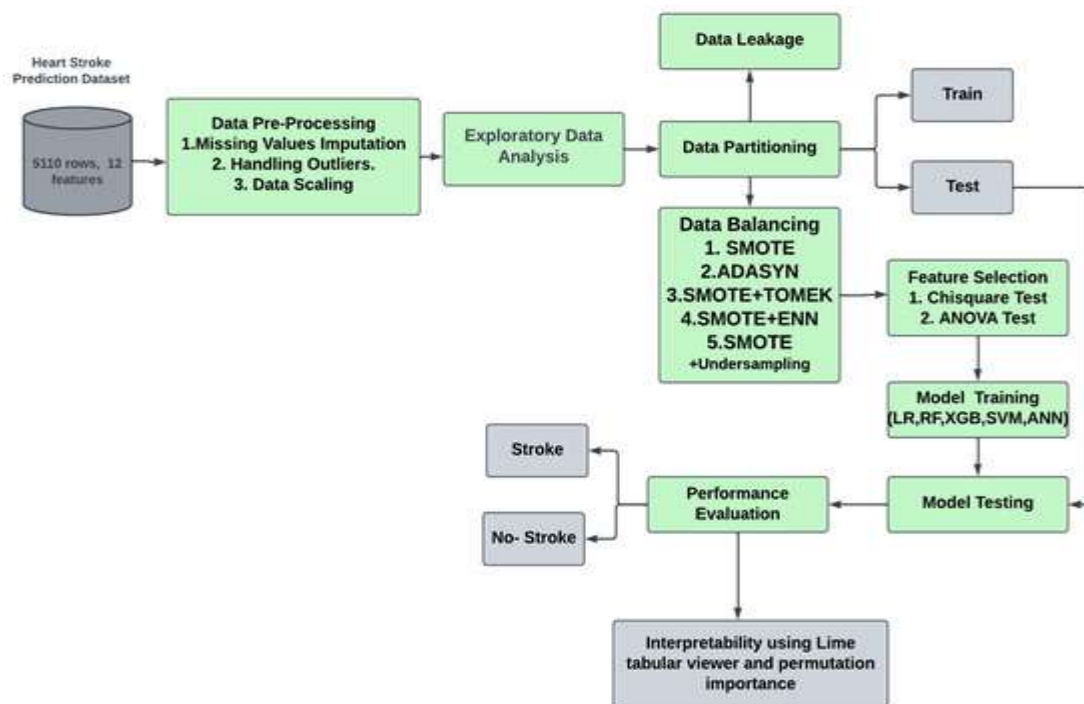 Heart Stroke
Prediction Dataset
5110 rows, 12
features
Data Pre-Processing
1.Missing Values Imputation
2. Handling Outliers.
3. Data Scaling
Exploratory Data
Analysis
Data Leakage
Data Partitioning
Train
Test
Data Balancing
1. SMOTE
2.ADASYN
3.SMOTE+TOMEK
4.SMOTE+ENN
5.SMOTE
+Undersampling
Feature Selection
1. Chisquare Test
2. ANOVA Test
Model Training
(LR,RF,XGB,SVM,ANN)
Model Testing
Performance
Evaluation
Stroke
No- Stroke
Interpretability using Lime
tabular viewer and permutation
importance